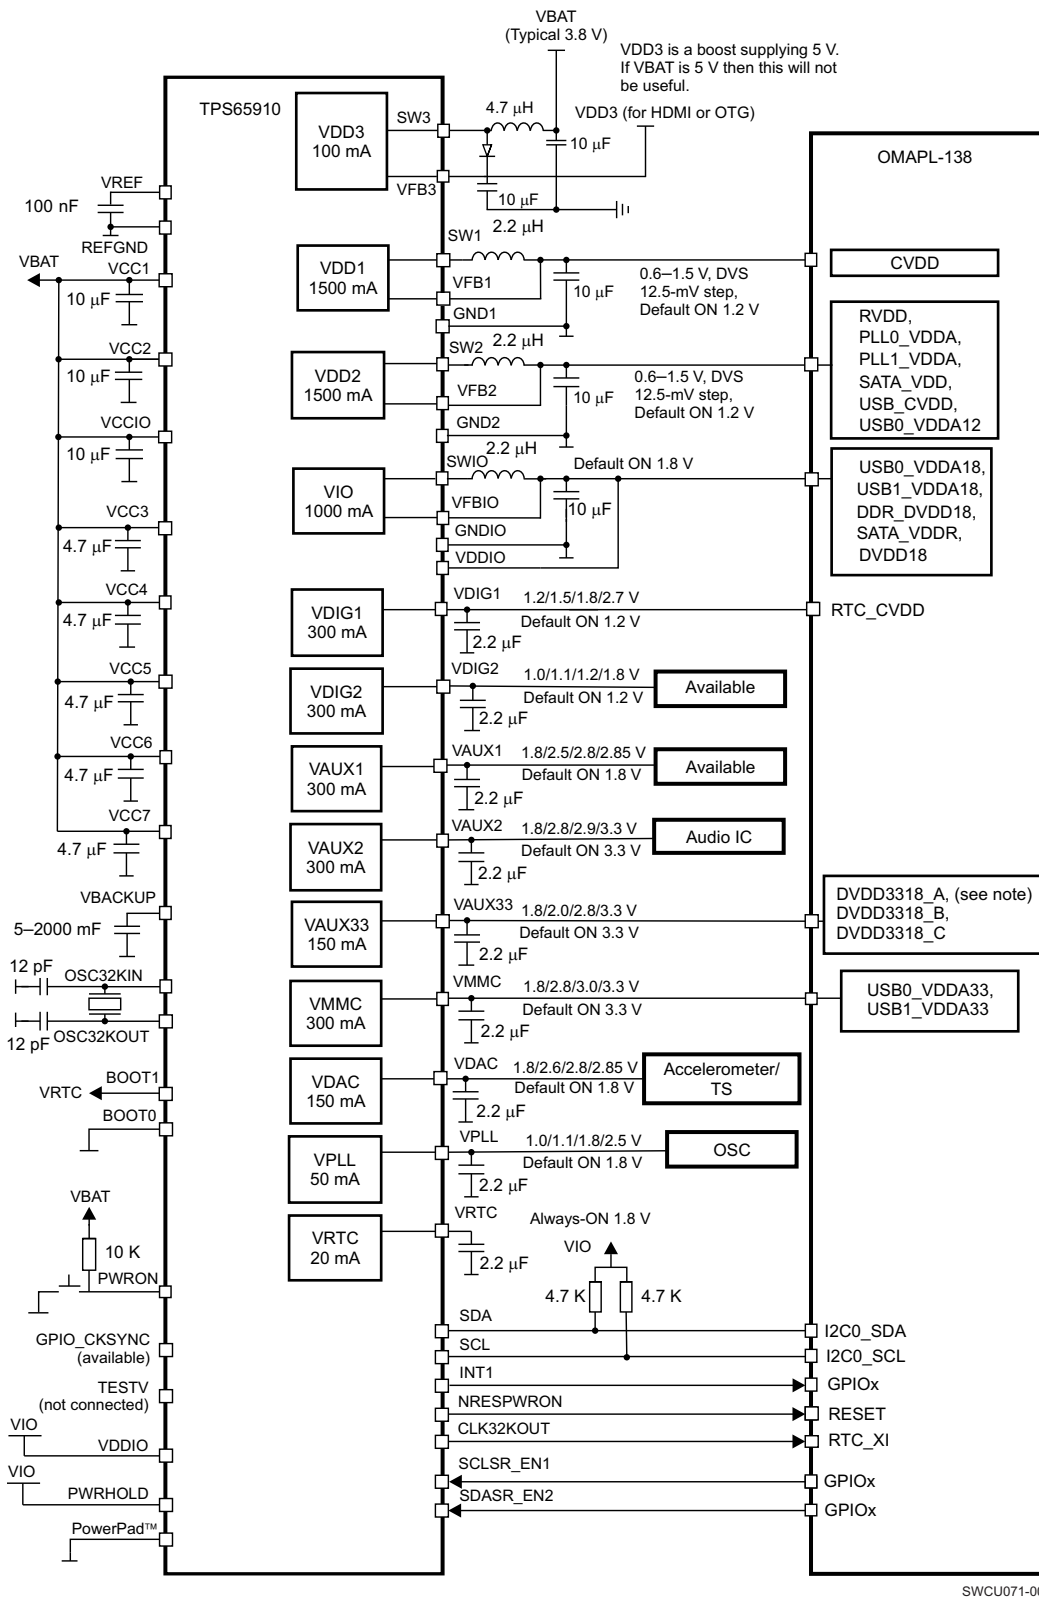 VBAT
(Typical 3.8 V)
VDD3 is a boost supplying 5 V.
If VBAT is 5 V then this will not
be useful.
TPS65910
VDD3
100 mA
SW3
4.7 μH
VDD3 (for HDMI or OTG)
10 μF
VFB3
10 μF
OMAPL-138
VREF
100 nF
REFGND
VBAT
VCC1
10 μF
VCC2
10 μF
VCCIO
10 μF
VCC3
4.7 μF
VCC4
4.7 μF
VCC5
4.7 μF
VCC6
4.7 μF
VCC7
4.7 μF
VBACKUP
5–2000 mF
12 pF
OSC32KIN
OSC32KOUT
12 pF
BOOT1
VRTC
BOOT0
VBAT
10 K
PWRON
GPIO_CKSYNC
(available)
TESTV
(not connected)
VIO
VDDIO
VIO
PWRHOLD
PowerPad™
2.2 μH
SW1
VDD1
1500 mA
VFB1
10 μF
GND1
0.6–1.5 V, DVS
12.5-mV step,
Default ON 1.2 V
CVDD
2.2 μH
SW2
VDD2
1500 mA
VFB2
10 μF
GND2
0.6–1.5 V, DVS
12.5-mV step,
Default ON 1.2 V
RVDD,
PLL0_VDDA,
PLL1_VDDA,
SATA_VDD,
USB_CVDD,
USB0_VDDA12
2.2 μH
SWIO
Default ON 1.8 V
VIO
1000 mA
VFBIO
10 μF
GNDIO
VDDIO
USB0_VDDA18,
USB1_VDDA18,
DDR_DVDD18,
SATA_VDDR,
DVDD18
VDIG1
300 mA
VDIG1
1.2/1.5/1.8/2.7 V
Default ON 1.2 V
2.2 μF
RTC_CVDD
VDIG2
300 mA
VDIG2
1.0/1.1/1.2/1.8 V
Default ON 1.2 V
2.2 μF
Available
VAUX1
300 mA
VAUX1
1.8/2.5/2.8/2.85 V
Default ON 1.8 V
2.2 μF
Available
VAUX2
300 mA
VAUX2
1.8/2.8/2.9/3.3 V
Default ON 3.3 V
2.2 μF
Audio IC
VAUX33
150 mA
VAUX33
1.8/2.0/2.8/3.3 V
Default ON 3.3 V
2.2 μF
DVDD3318_A, (see note)
DVDD3318_B,
DVDD3318_C
VMMC
300 mA
VMMC
1.8/2.8/3.0/3.3 V
Default ON 3.3 V
2.2 μF
USB0_VDDA33,
USB1_VDDA33
VDAC
150 mA
VDAC
1.8/2.6/2.8/2.85 V
Default ON 1.8 V
2.2 μF
Accelerometer/
TS
VPLL
50 mA
VPLL
1.0/1.1/1.8/2.5 V
Default ON 1.8 V
2.2 μF
OSC
VRTC
20 mA
VRTC
Always-ON 1.8 V
2.2 μF
VIO
4.7 K
4.7 K
SDA
I2C0_SDA
SCL
I2C0_SCL
INT1
GPIOx
NRESPWRON
RESET
CLK32KOUT
RTC_XI
SCLSR_EN1
GPIOx
SDASR_EN2
GPIOx